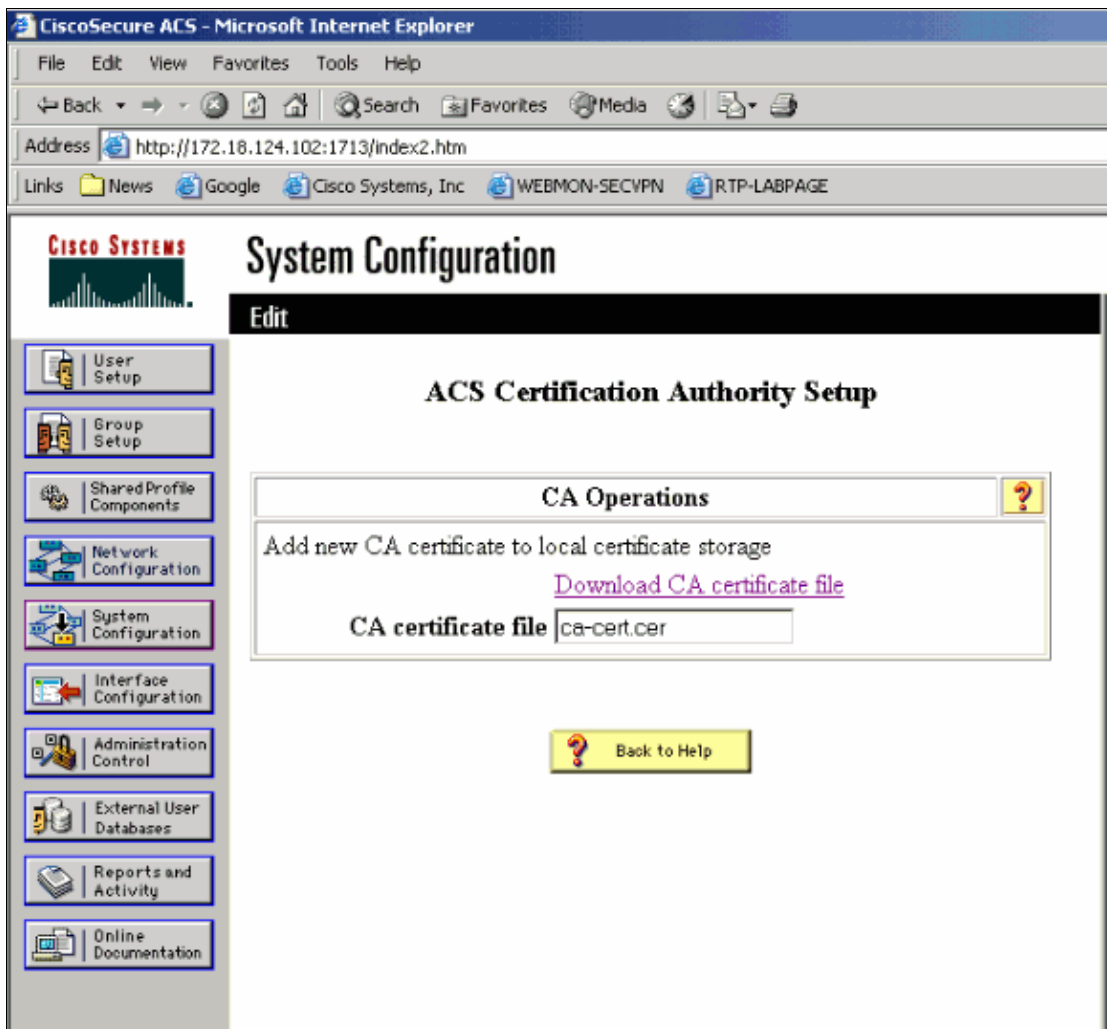 CiscoSecure ACS - Microsoft Internet Explorer
File Edit View Favorites Tools Help
Back Search Favorites Media
Address http://172.18.124.102:1713/index2.htm
Links News Google Cisco Systems, Inc WEBMON-SECVPN RTP-LABPAGE
CISCO SYSTEMS
System Configuration
Edit
User
Setup
Group
Setup
Shared Profile
Components
Network
Configuration
System
Configuration
Interface
Configuration
Administration
Control
External User
Databases
Reports and
Activity
Online
Documentation
ACS Certification Authority Setup
CA Operations
?
Add new CA certificate to local certificate storage
Download CA certificate file
CA certificate file ca-cert.cer
? Back to Help